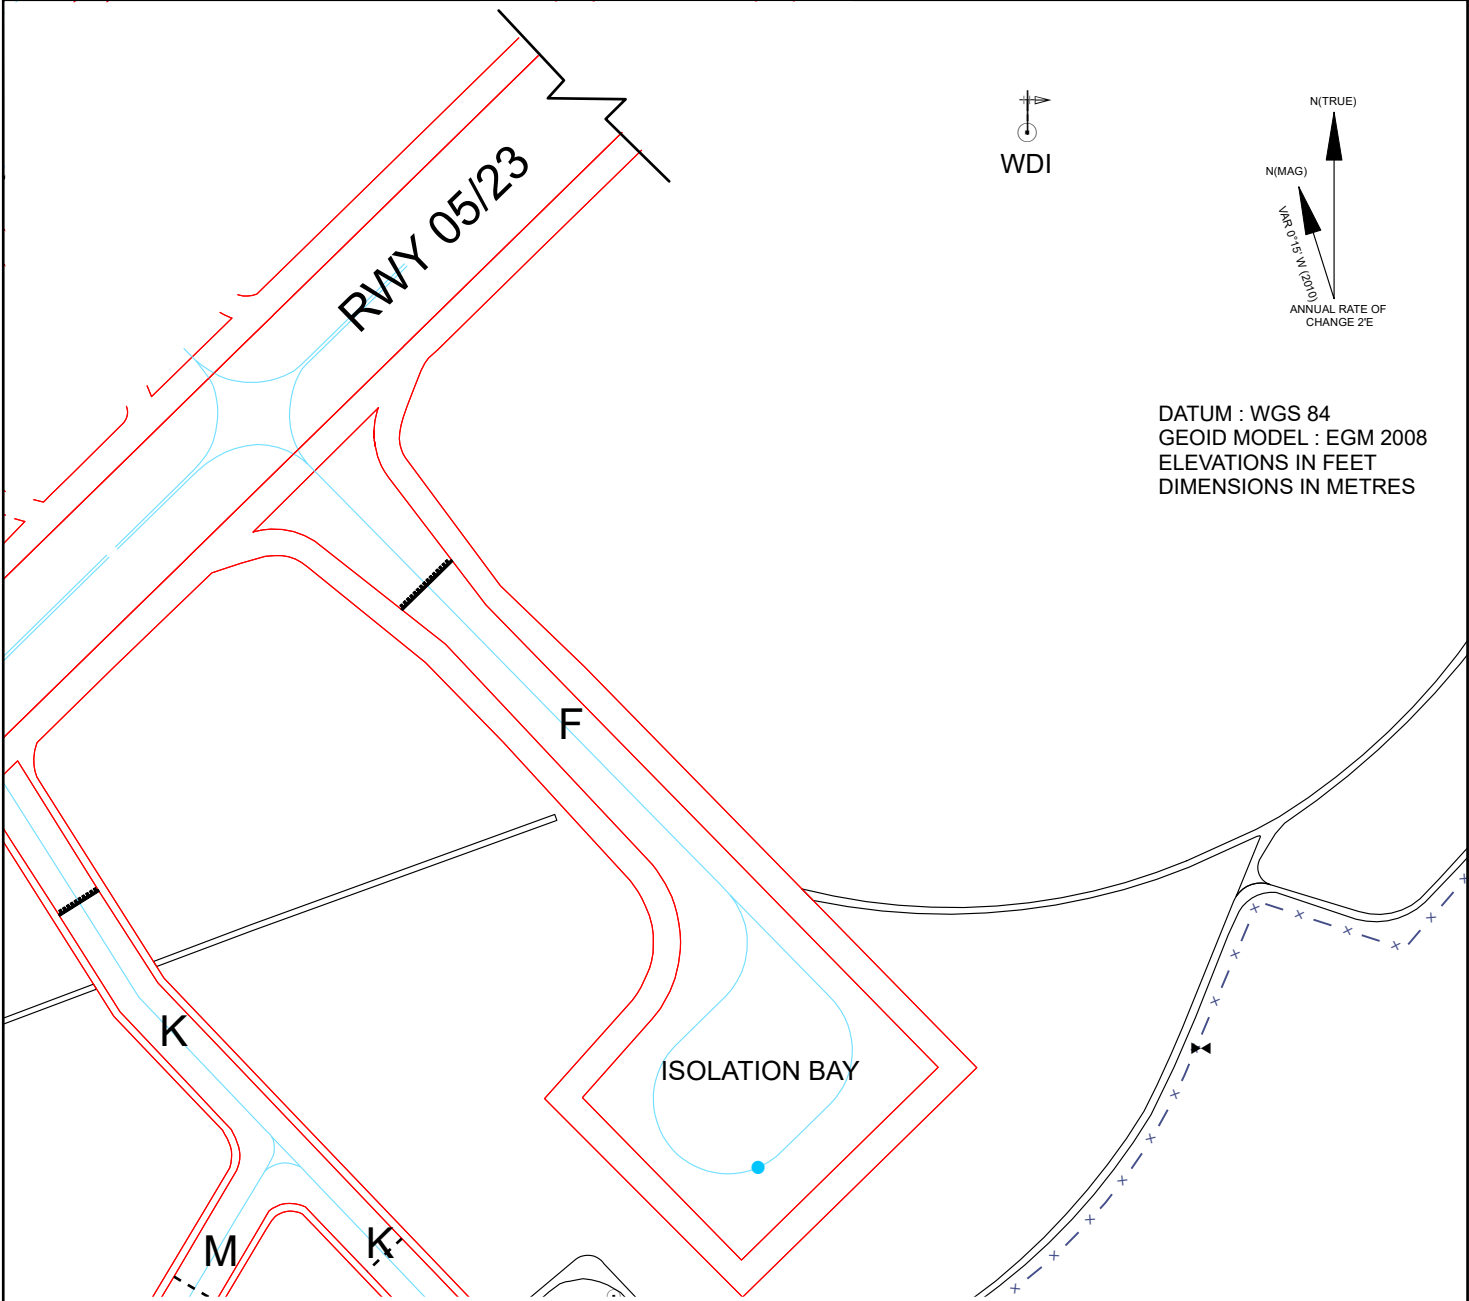 RWY 05/23
WDI
N(TRUE)
N(MAG)
VAR 0°15' W (2010)
ANNUAL RATE OF
CHANGE 2'E
DATUM : WGS 84
GEOID MODEL : EGM 2008
ELEVATIONS IN FEET
DIMENSIONS IN METRES
F
K
ISOLATION BAY
M
K